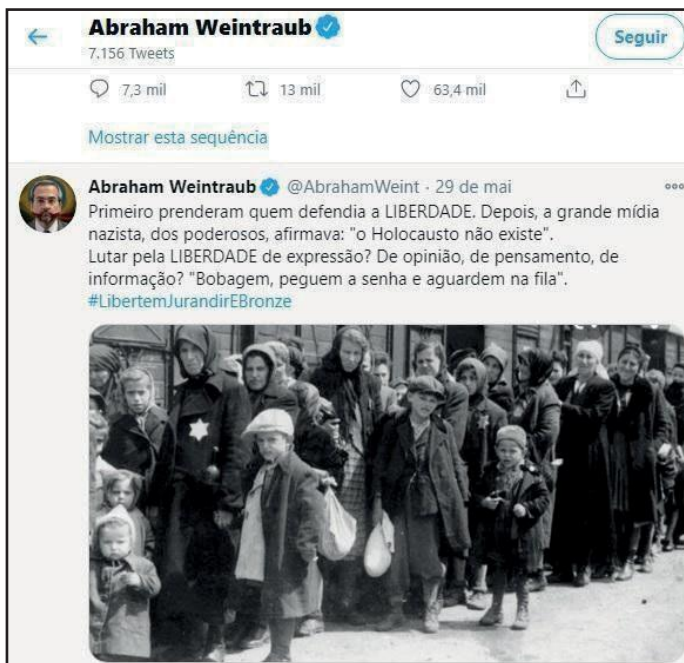 Abraham Weintraub
7.156 Tweets
Seguir
7,3 mil 13 mil 63,4 mil
Mostrar esta sequência
Abraham Weintraub @AbrahamWeint · 29 de mai
Primeiro prenderam quem defendia a LIBERDADE. Depois, a grande mídia
nazista, dos poderosos, afirmava: "o Holocausto não existe".
Lutar pela LIBERDADE de expressão? De opinião, de pensamento, de
informação? "Bobagem, peguem a senha e aguardem na fila".
#LibertemJurandirEBronze